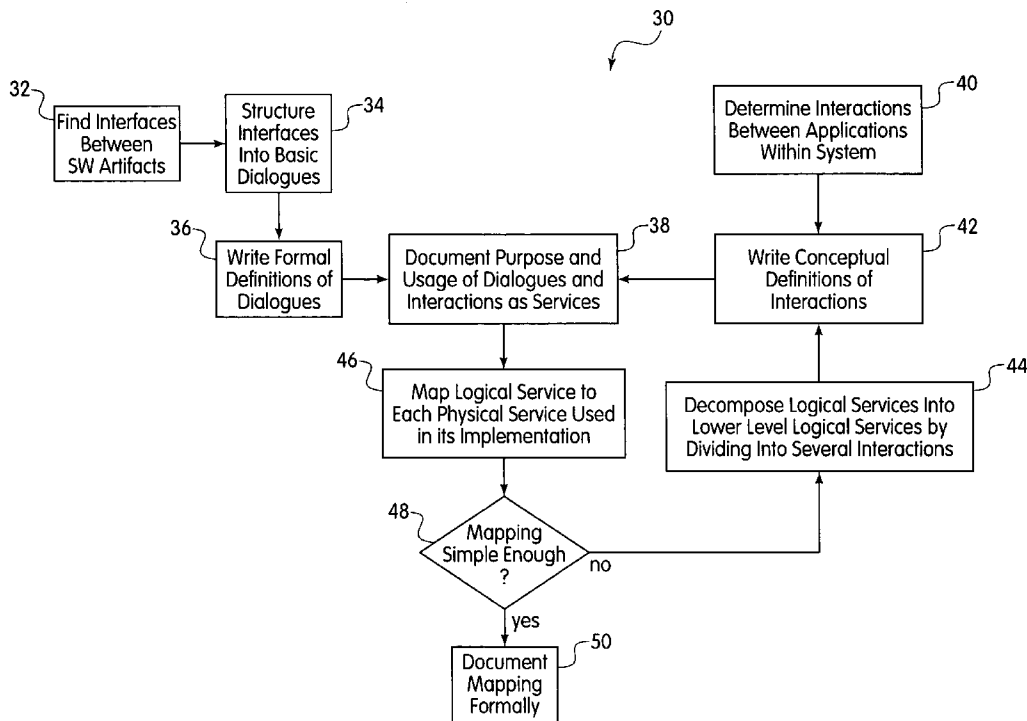 30
32
Find Interfaces
Between
SW Artifacts
34
Structure
Interfaces
Into Basic
Dialogues
40
Determine Interactions
Between Applications
Within System
36
Write Formal
Definitions of
Dialogues
38
Document Purpose and
Usage of Dialogues and
Interactions as Services
42
Write Conceptual
Definitions of
Interactions
46
Map Logical Service to
Each Physical Service Used
in its Implementation
44
Decompose Logical Services Into
Lower Level Logical Services by
Dividing Into Several Interactions
48
Mapping
Simple Enough
?
no
yes
50
Document
Mapping
Formally